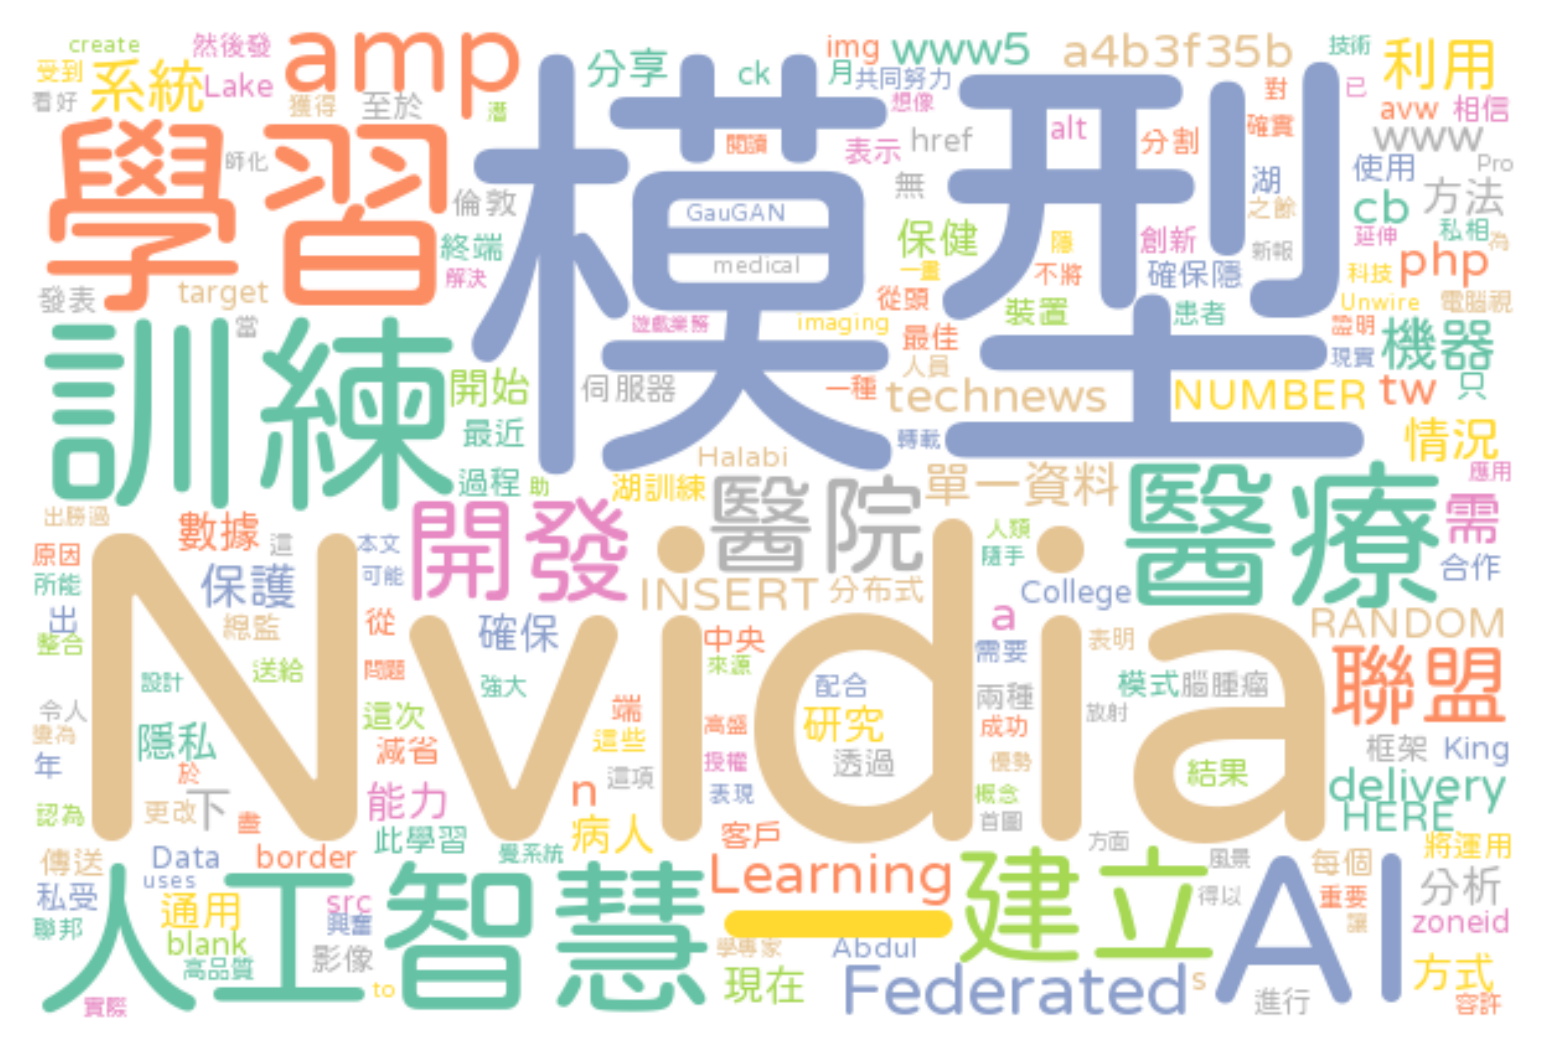 create 然後發 amp img www5 a4b3f35b 技術 利用
受到 系統 Lake 分享 ck 月 共同努力 對 已
看好 獲得 至於 潛 想像 avw 相信
學習 師化 模型 閱讀 表示 href alt 分割 確實 www
倫敦 GauGAN 無 湖 使用 Pro
之餘 cb 方法
終端 保健 隱 創新 新報 延伸 私相 為
解決 medical 一畫 不將 確保隱 科技 php
發表 target 從頭 Unwire 電腦視
當 遊戲業務 imaging 裝置 患者 證明 機器
訓練 最佳 現實
開始 伺服器 人員 一種 technews NUMBER tw 只
最近 轉載 情況
Halabi 應用
過程 助 湖訓練 醫院 單一資料 醫療 需
出勝過 數據 開發 人類
原因 這 本文 Nvidia 隨手 合作
所能 保護 可能 INSERT 分布式 College
出 總監 從 確保 a RANDOM
整合 中央 需要 表明
送給 問題 來源 聯盟
設計 強大 配合 兩種 模式 腦腫瘤
令人 這次 端 高盛 研究 成功 放射
變為 隱私 減省 這些 框架 King
年 於 這項 授權 透過 優勢 結果
能力 n 表現 概念 delivery
認為 更改 下 盡 首圖 HERE
此學習 病人 客戶 方面
傳送 Data border 覺系統 Learning 建立 風景 每個 將運用
私受 uses 人工智慧 得以 AI 重要 分析
通用 src 一 讓 zoneid
聯邦 blank 興奮 學專家 Abdul
高品質 影像 現在 Federated s 方式
實際 to 進行 容許